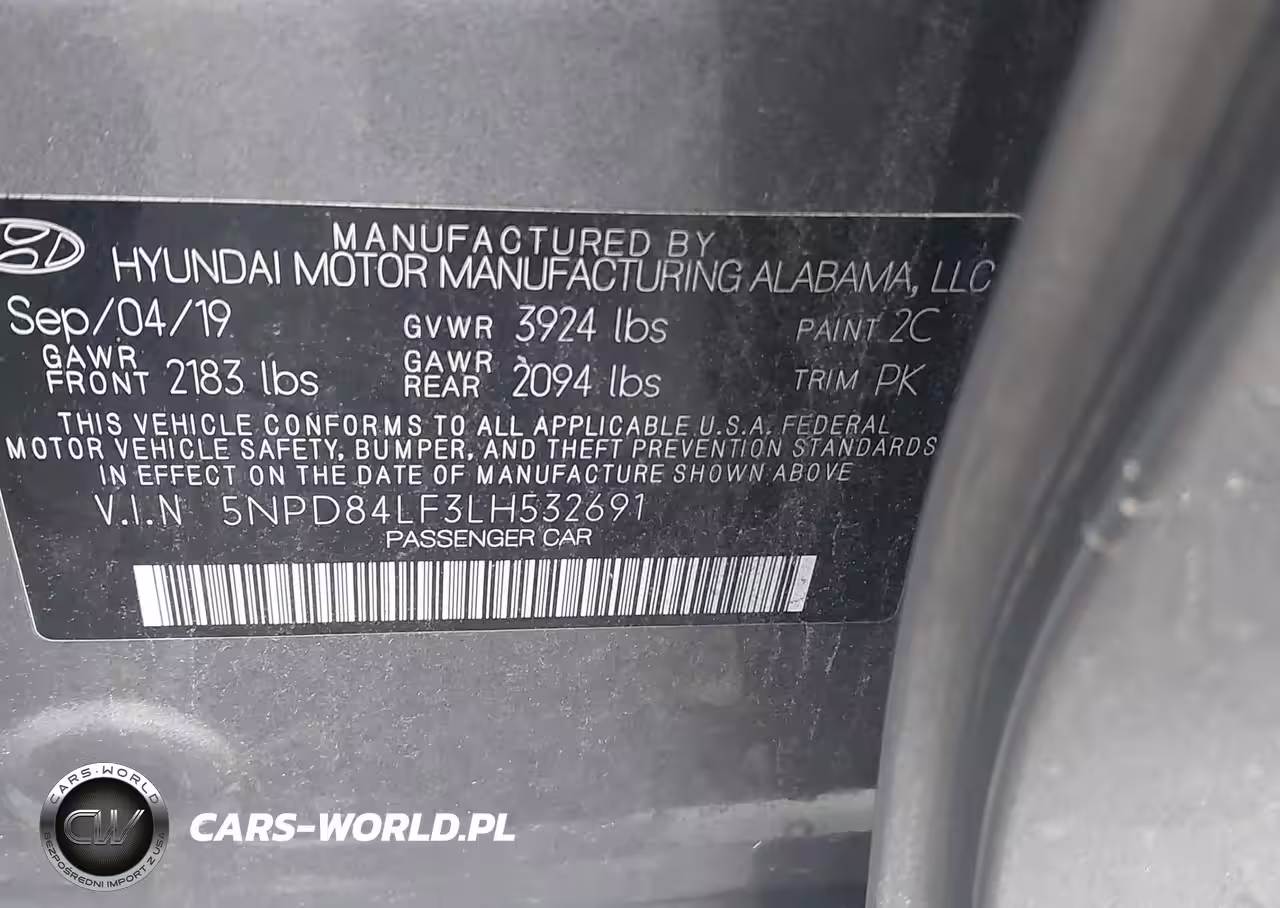 MANUFACTURED BY
HYUNDAI MOTOR MANUFACTURING ALABAMA, LLC
Sep/04/19 GVWR 3924 lbs PAINT 2C
GAWR FRONT 2183 lbs GAWR REAR 2094 lbs TRIM PK
THIS VEHICLE CONFORMS TO ALL APPLICABLE U.S.A. FEDERAL
MOTOR VEHICLE SAFETY, BUMPER, AND THEFT PREVENTION STANDARDS
IN EFFECT ON THE DATE OF MANUFACTURE SHOWN ABOVE
V.I.N 5NPD84LF3LH532691
PASSENGER CAR
CARS-WORLD
CW
BEZPOŚREDNI IMPORT Z USA
CARS-WORLD.PL